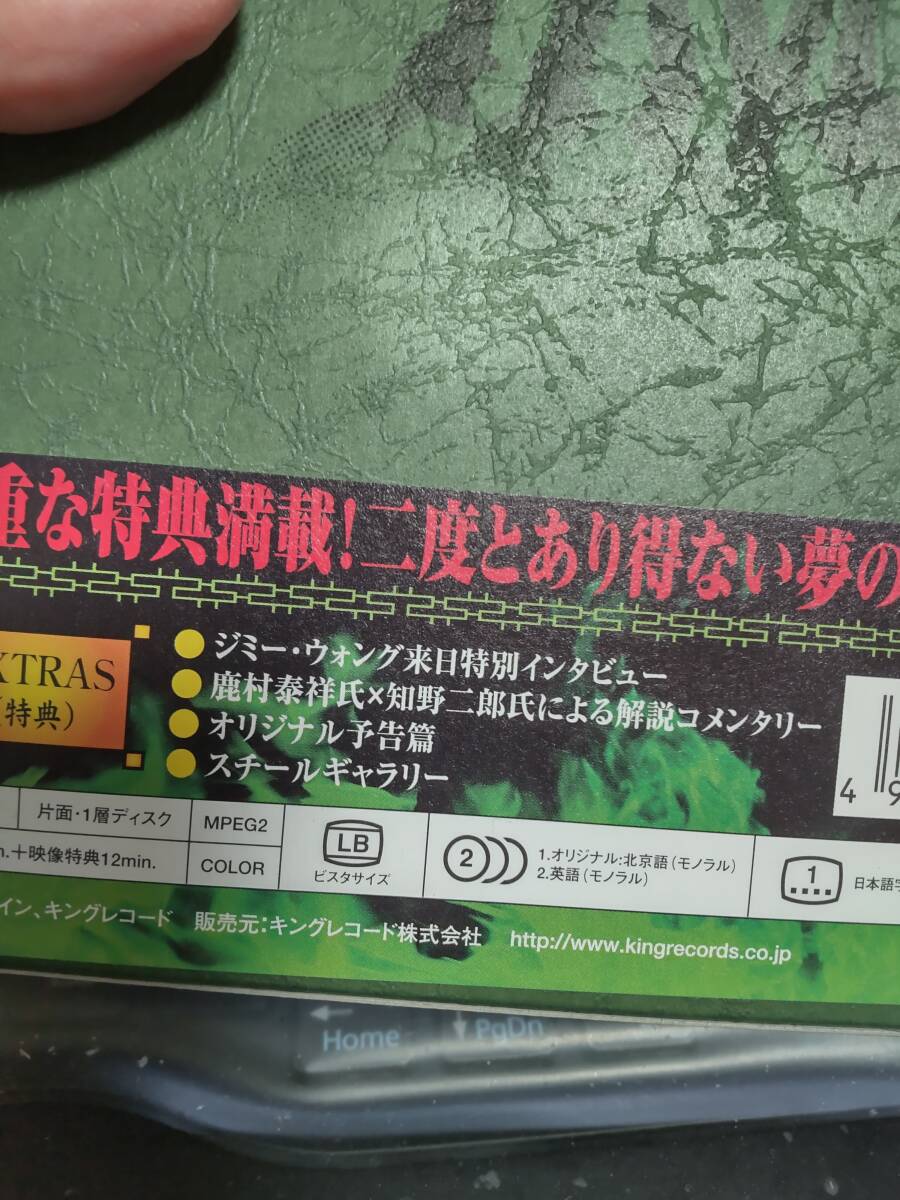 重な特典満載!二度とあり得ない夢の
XTRAS
(特典)
●ジミー・ウォング来日特別インタビュー
●鹿村泰祥氏×知野二郎氏による解説コメンタリー
●オリジナル予告篇
●スチールギャラリー
4 9
片面・1層ディスク
MPEG2
n.+映像特典12min.
COLOR
LB
ビスタサイズ
2
1.オリジナル:北京語(モノラル)
2.英語(モノラル)
1
日本語字
イン、キングレコード 販売元:キングレコード株式会社 http://www.kingrecords.co.jp
← Home
↓ PgDn